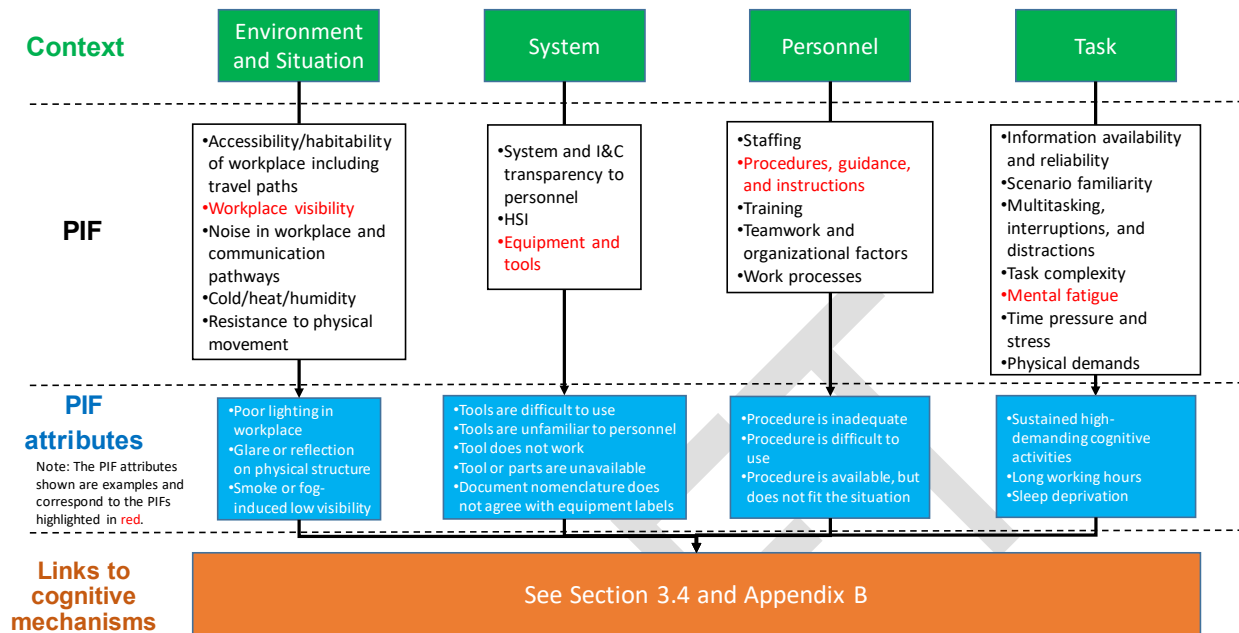 Context
Environment
and Situation
System
Personnel
Task
PIF
•Accessibility/habitability
of workplace including
travel paths
•Workplace visibility
•Noise in workplace and
communication
pathways
•Cold/heat/humidity
•Resistance to physical
movement
•System and I&C
transparency to
personnel
•HSI
•Equipment and
tools
•Staffing
•Procedures, guidance,
and instructions
•Training
•Teamwork and
organizational factors
•Work processes
•Information availability
and reliability
•Scenario familiarity
•Multitasking,
interruptions, and
distractions
•Task complexity
•Mental fatigue
•Time pressure and
stress
•Physical demands
PIF
attributes
Note: The PIF attributes
shown are examples and
correspond to the PIFs
highlighted in red.
•Poor lighting in
workplace
•Glare or reflection
on physical structure
•Smoke or fog-
induced low visibility
•Tools are difficult to use
•Tools are unfamiliar to personnel
•Tool does not work
•Tool or parts are unavailable
•Document nomenclature does
not agree with equipment labels
•Procedure is inadequate
•Procedure is difficult to
use
•Procedure is available, but
does not fit the situation
•Sustained high-
demanding cognitive
activities
•Long working hours
•Sleep deprivation
Links to
cognitive
mechanisms
See Section 3.4 and Appendix B